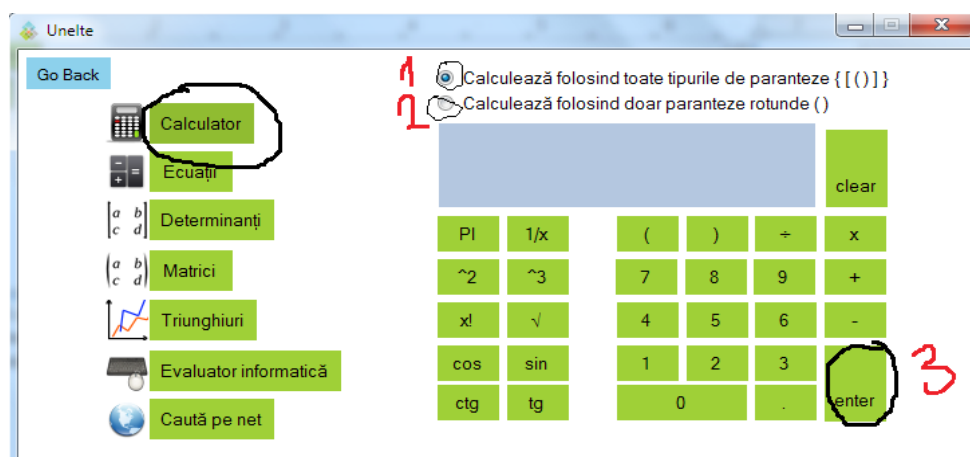 Unelte
Go Back
1 Calculează folosind toate tipurile de paranteze { [ ( ) ] }
2 Calculează folosind doar paranteze rotunde ( )
Calculator
Ecuații
a b
c d
Determinanți
a b
c d
Matrici
Triunghiuri
Evaluator informatică
Caută pe net
clear
PI 1/x ( ) ÷ x
^2 ^3 7 8 9 +
x! √ 4 5 6 -
cos sin 1 2 3
ctg tg 0 . enter 3